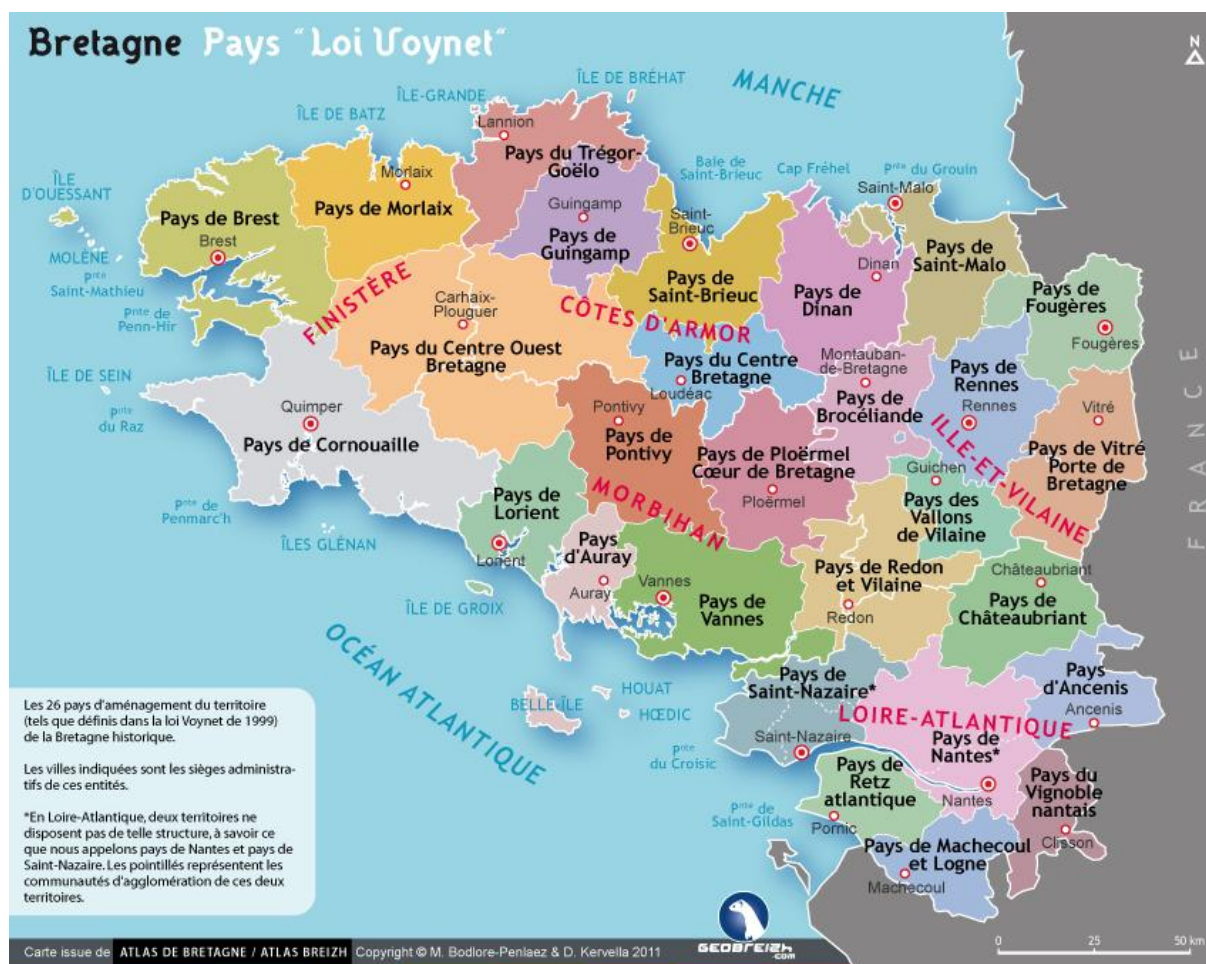 Bretagne Pays "Loi Voynet"
N
MANCHE
ÎLE DE BRÉHAT
ÎLE-GRANDE
ÎLE DE BATZ
Lannion
Pays du Trégor-
Goëlo
Morlaix
Pays de Morlaix
ÎLE
D'OUESSANT
Pays de Brest
Brest
MOLÈNE
Pnte
Saint-Mathieu
Pnte de
Penn-Hir
Guingamp
Pays de
Guingamp
Baie de
Saint-Brieuc
Saint-
Brieuc
Pays de
Saint-Brieuc
Cap Fréhel
Pnte du Grouin
Saint-Malo
Pays de
Saint-Malo
Dinan
Pays de
Dinan
Pays de
Fougères
Fougères
FINISTÈRE
CÔTES D'ARMOR
Carhaix-
Plouguer
Pays du Centre Ouest
Bretagne
Pays du Centre
Bretagne
Loudéac
Montauban-
de-Bretagne
Pays de
Brocéliande
Pays de
Rennes
Rennes
Vitré
Pays de Vitré
Porte de
Bretagne
ILLE-ET-VILAINE
FRANCE
ÎLE DE SEIN
Pnte
du Raz
Quimper
Pays de Cornouaille
Pnte de
Penmarc'h
ÎLES GLÉNAN
Pontivy
Pays de
Pontivy
Pays de Ploërmel
Cœur de Bretagne
Ploërmel
MORBIHAN
Guichen
Pays des
Vallons
de Vilaine
Pays de
Lorient
Lorient
ÎLE DE GROIX
Pays
d'Auray
Auray
Vannes
Pays de
Vannes
Pays de Redon
et Vilaine
Redon
Châteaubriant
Pays de
Châteaubriant
OCÉAN ATLANTIQUE
BELLE-ÎLE
HOUAT
HŒDIC
Pnte
du Croisic
Pays de
Saint-Nazaire*
Saint-Nazaire
LOIRE-ATLANTIQUE
Pays de
Nantes*
Nantes
Pays
d'Ancenis
Ancenis
Pnte de
Saint-Gildas
Pays de
Retz
atlantique
Pornic
Pays du
Vignoble
nantais
Clisson
Pays de Machecoul
et Logne
Machecoul
Les 26 pays d'aménagement du territoire
(tels que définis dans la loi Voynet de 1999)
de la Bretagne historique.
Les villes indiquées sont les sièges administra-
tifs de ces entités.
*En Loire-Atlantique, deux territoires ne
disposent pas de telle structure, à savoir ce
que nous appelons pays de Nantes et pays de
Saint-Nazaire. Les pointillés représentent les
communautés d'agglomération de ces deux
territoires.
Carte issue de ATLAS DE BRETAGNE / ATLAS BREIZH Copyright © M. Bodlore-Penlaez & D. Kervella 2011
GEOBREIZH
.COM
0 25 50 km